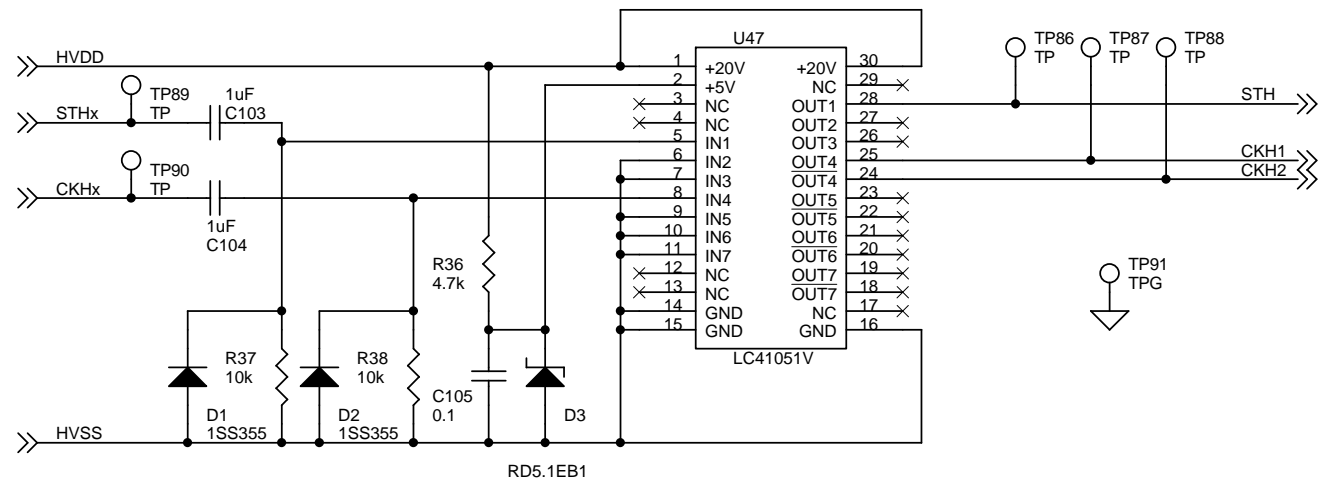 HVDD
STHx
CKHx
HVSS
TP89
TP
TP90
TP
1uF
C103
1uF
C104
R36
4.7k
R37
10k
R38
10k
C105
0.1
D1
1SS355
D2
1SS355
D3
RD5.1EB1
U47
1 +20V
2 +5V
3 NC
4 NC
5 IN1
6 IN2
7 IN3
8 IN4
9 IN5
10 IN6
11 IN7
12 NC
13 NC
14 GND
15 GND
+20V 30
NC 29
OUT1 28
OUT2 27
OUT3 26
OUT4 25
OUT4 24
OUT5 23
OUT5 22
OUT6 21
OUT6 20
OUT7 19
OUT7 18
NC 17
GND 16
LC41051V
TP86
TP
TP87
TP
TP88
TP
STH
CKH1
CKH2
TP91
TPG